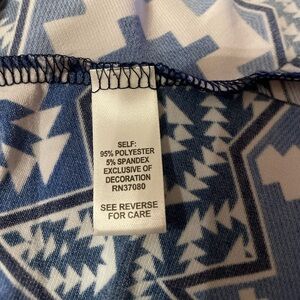 SELF:
95% POLYESTER
5% SPANDEX
EXCLUSIVE OF
DECORATION
RN37080
SEE REVERSE
FOR CARE